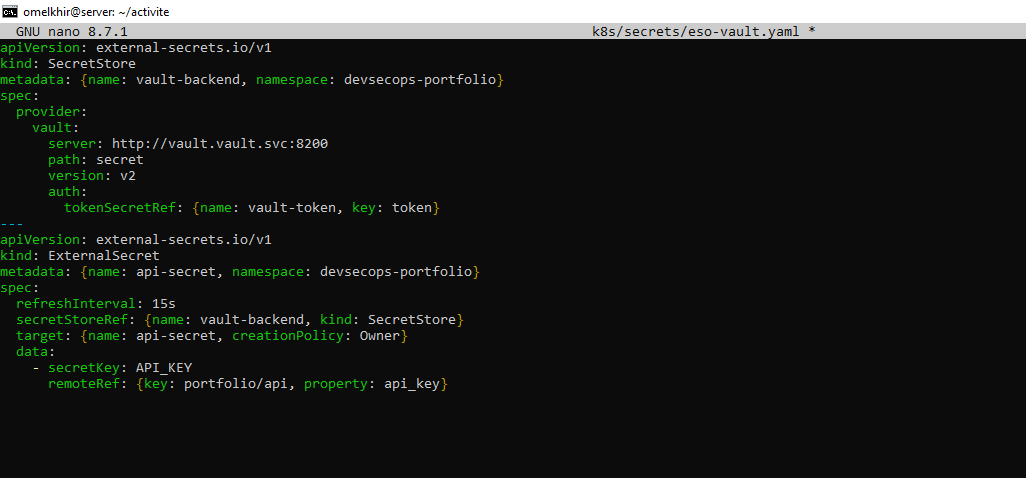 omelkhir@server: ~/activite
GNU nano 8.7.1 k8s/secrets/eso-vault.yaml *
apiVersion: external-secrets.io/v1
kind: SecretStore
metadata: {name: vault-backend, namespace: devsecops-portfolio}
spec:
  provider:
    vault:
      server: http://vault.vault.svc:8200
      path: secret
      version: v2
      auth:
        tokenSecretRef: {name: vault-token, key: token}
---
apiVersion: external-secrets.io/v1
kind: ExternalSecret
metadata: {name: api-secret, namespace: devsecops-portfolio}
spec:
  refreshInterval: 15s
  secretStoreRef: {name: vault-backend, kind: SecretStore}
  target: {name: api-secret, creationPolicy: Owner}
  data:
    - secretKey: API_KEY
      remoteRef: {key: portfolio/api, property: api_key}